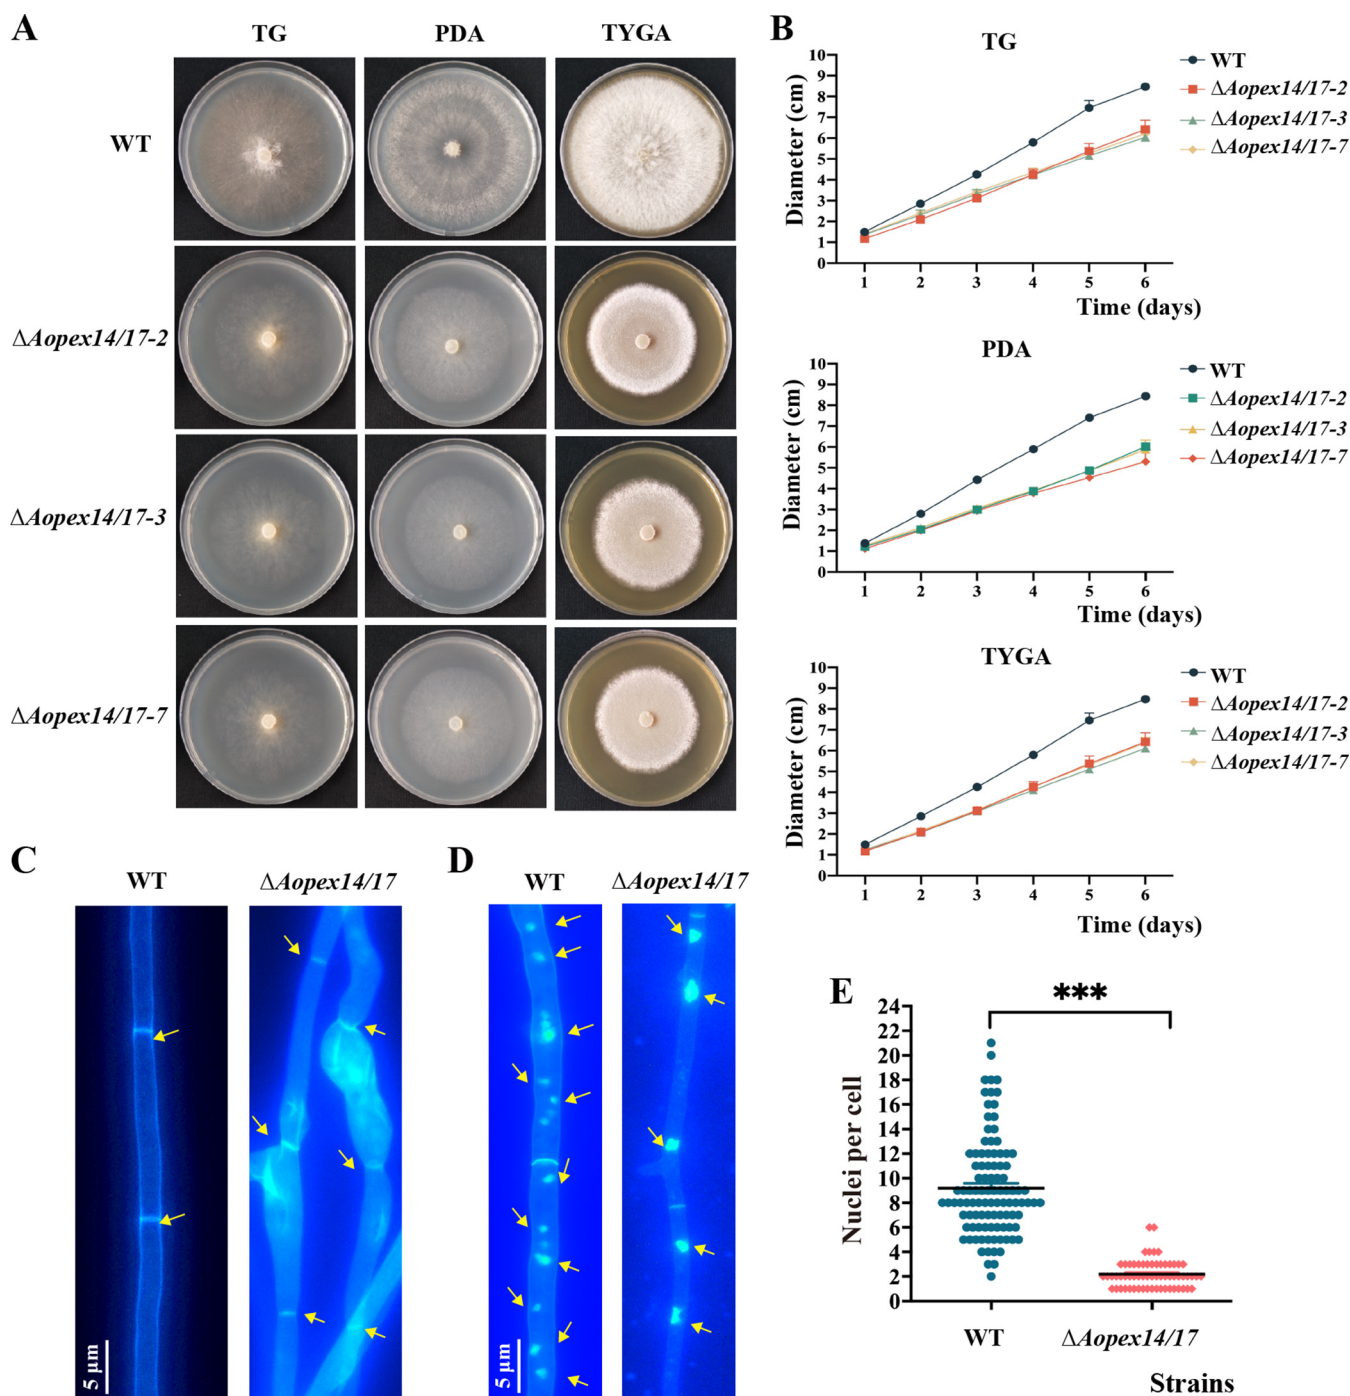 A
TG PDA TYGA
WT
ΔAopex14/17-2
ΔAopex14/17-3
ΔAopex14/17-7
B
TG
Diameter (cm)
10
9
8
7
6
5
4
3
2
1
0
1 2 3 4 5 6
Time (days)
WT
ΔAopex14/17-2
ΔAopex14/17-3
ΔAopex14/17-7
PDA
Diameter (cm)
10
9
8
7
6
5
4
3
2
1
0
1 2 3 4 5 6
Time (days)
WT
ΔAopex14/17-2
ΔAopex14/17-3
ΔAopex14/17-7
TYGA
Diameter (cm)
10
9
8
7
6
5
4
3
2
1
0
1 2 3 4 5 6
Time (days)
WT
ΔAopex14/17-2
ΔAopex14/17-3
ΔAopex14/17-7
C
WT ΔAopex14/17
5 μm
D
WT ΔAopex14/17
5 μm
E
***
Nuclei per cell
24
22
20
18
16
14
12
10
8
6
4
2
0
WT ΔAopex14/17
Strains